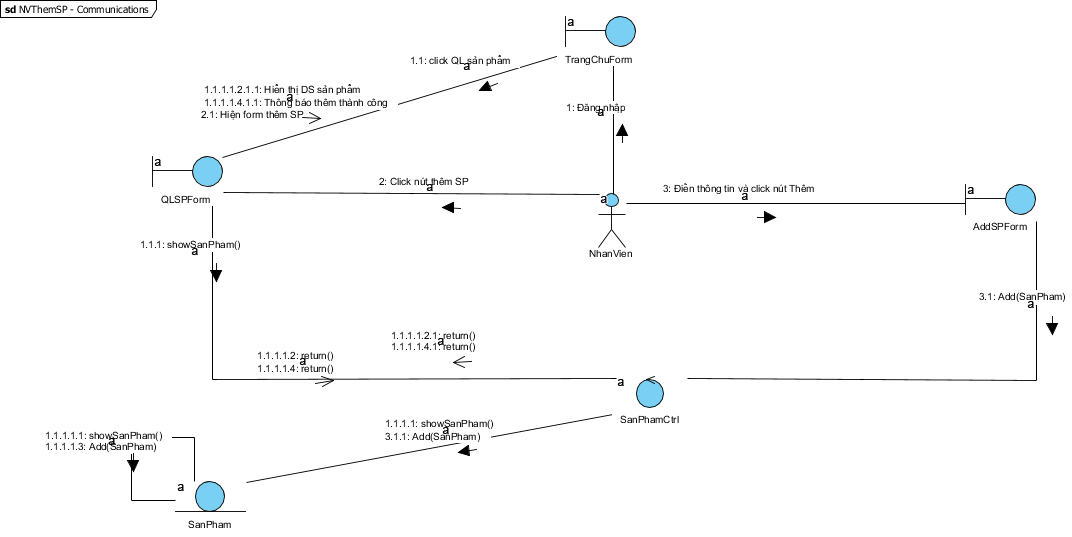 sd NVThemSP - Communications
a
TrangChuForm
1.1: click QL sản phẩm
a
1.1.1.1.2.1.1: Hiển thị DS sản phẩm
a
1.1.1.1.4.1.1: Thông báo thêm thành công
2.1: Hiện form thêm SP
1: Đăng nhập
a
a
QLSPForm
2: Click nút thêm SP
a
a
NhanVien
3: Điền thông tin và click nút Thêm
a
a
AddSPForm
1.1.1: showSanPham()
a
3.1: Add(SanPham)
a
1.1.1.1.2.1: return()
a
1.1.1.1.4.1: return()
1.1.1.1.2: return()
a
1.1.1.1.4: return()
a
SanPhamCtrl
1.1.1.1: showSanPham()
a
3.1.1: Add(SanPham)
1.1.1.1.1: showSanPham()
a
1.1.1.1.3: Add(SanPham)
a
SanPham